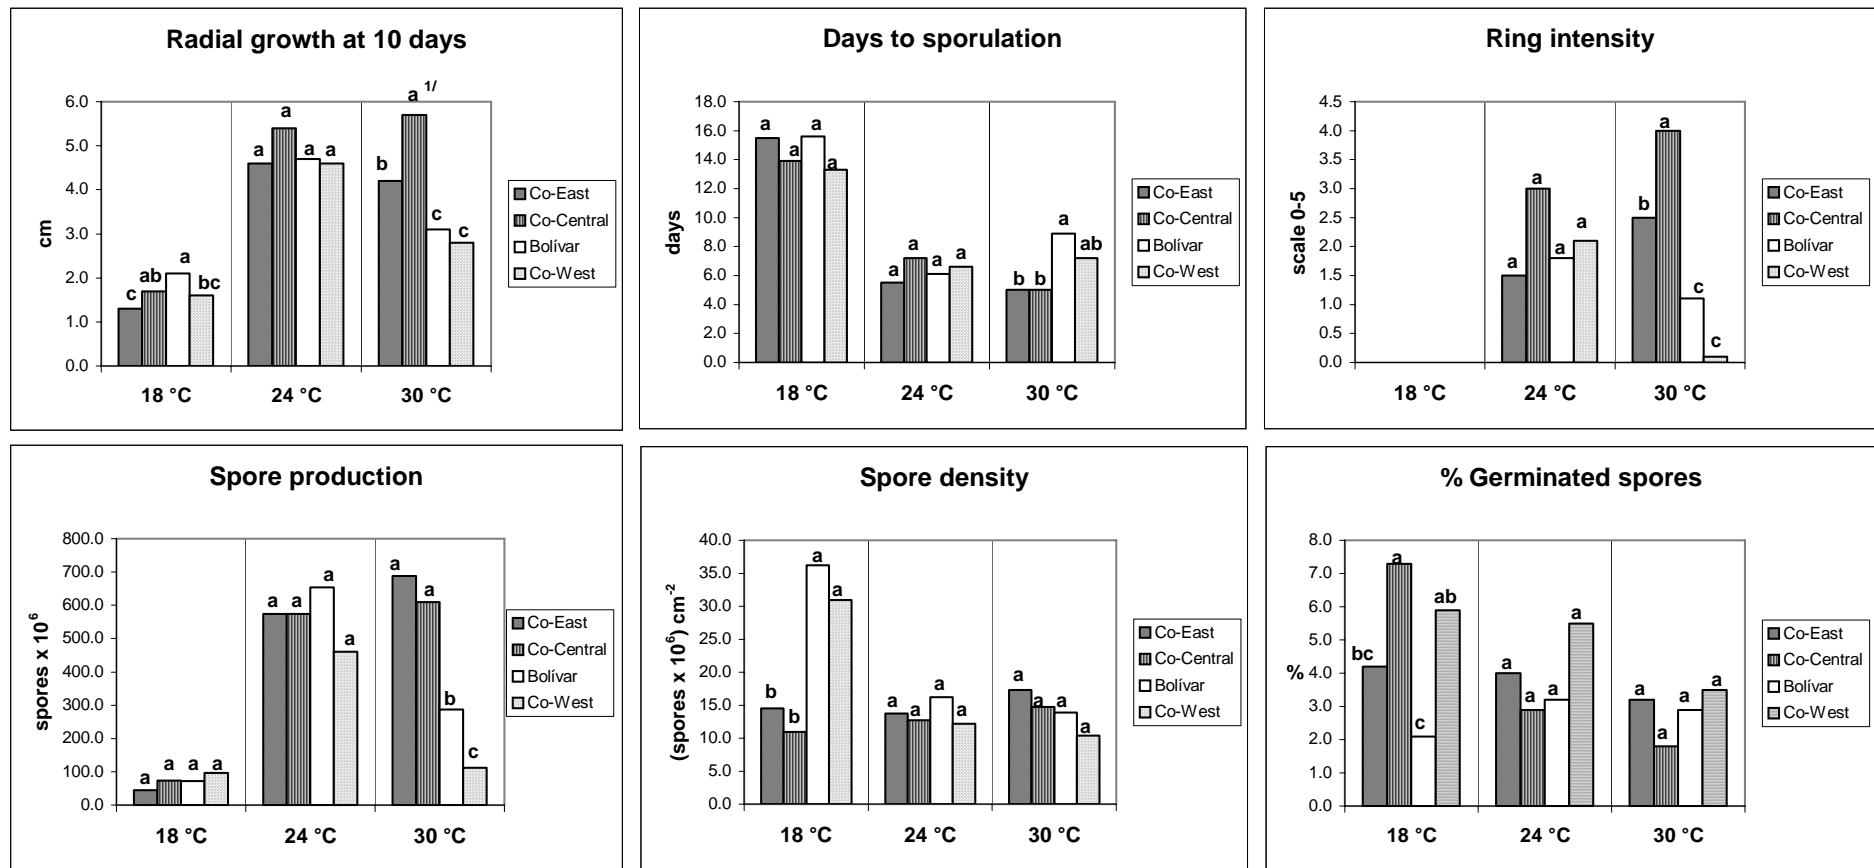 Radial growth at 10 days
cm
6.0
5.0
4.0
3.0
2.0
1.0
0.0
c ab a bc
a a a a
b a 1/ c c
18 °C 24 °C 30 °C
Co-East
Co-Central
Bolívar
Co-West
Days to sporulation
days
18.0
16.0
14.0
12.0
10.0
8.0
6.0
4.0
2.0
0.0
a a a a
a a a a
b b a ab
18 °C 24 °C 30 °C
Co-East
Co-Central
Bolívar
Co-West
Ring intensity
scale 0-5
4.5
4.0
3.5
3.0
2.5
2.0
1.5
1.0
0.5
0.0
a a a a
b a c c
18 °C 24 °C 30 °C
Co-East
Co-Central
Bolívar
Co-West
Spore production
spores x 10⁶
800.0
700.0
600.0
500.0
400.0
300.0
200.0
100.0
0.0
a a a a
a a a a
a a b c
18 °C 24 °C 30 °C
Co-East
Co-Central
Bolívar
Co-West
Spore density
(spores x 10⁶) cm⁻²
40.0
35.0
30.0
25.0
20.0
15.0
10.0
5.0
0.0
b b a a
a a a a
a a a a
18 °C 24 °C 30 °C
Co-East
Co-Central
Bolívar
Co-West
% Germinated spores
%
8.0
7.0
6.0
5.0
4.0
3.0
2.0
1.0
0.0
bc a c ab
a a a a
a a a a
18 °C 24 °C 30 °C
Co-East
Co-Central
Bolívar
Co-West